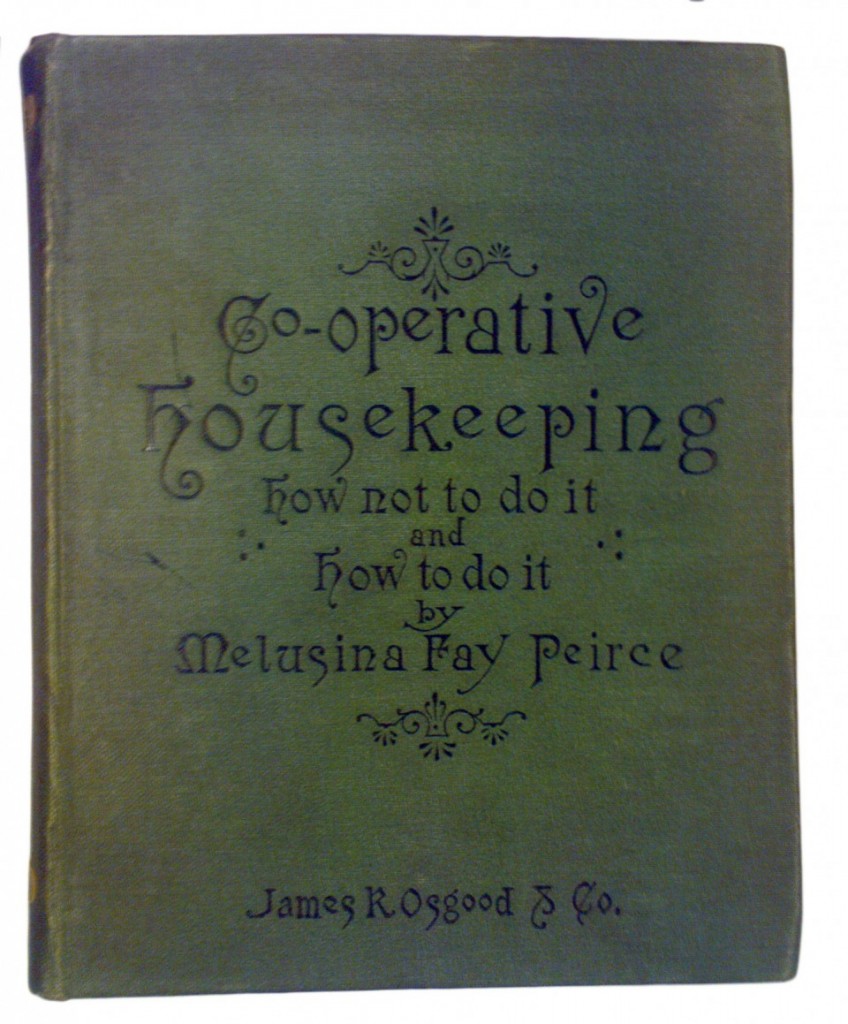 Co-operative
Housekeeping
How not to do it
and
How to do it
by
Melusina Fay Peirce
James R. Osgood & Co.